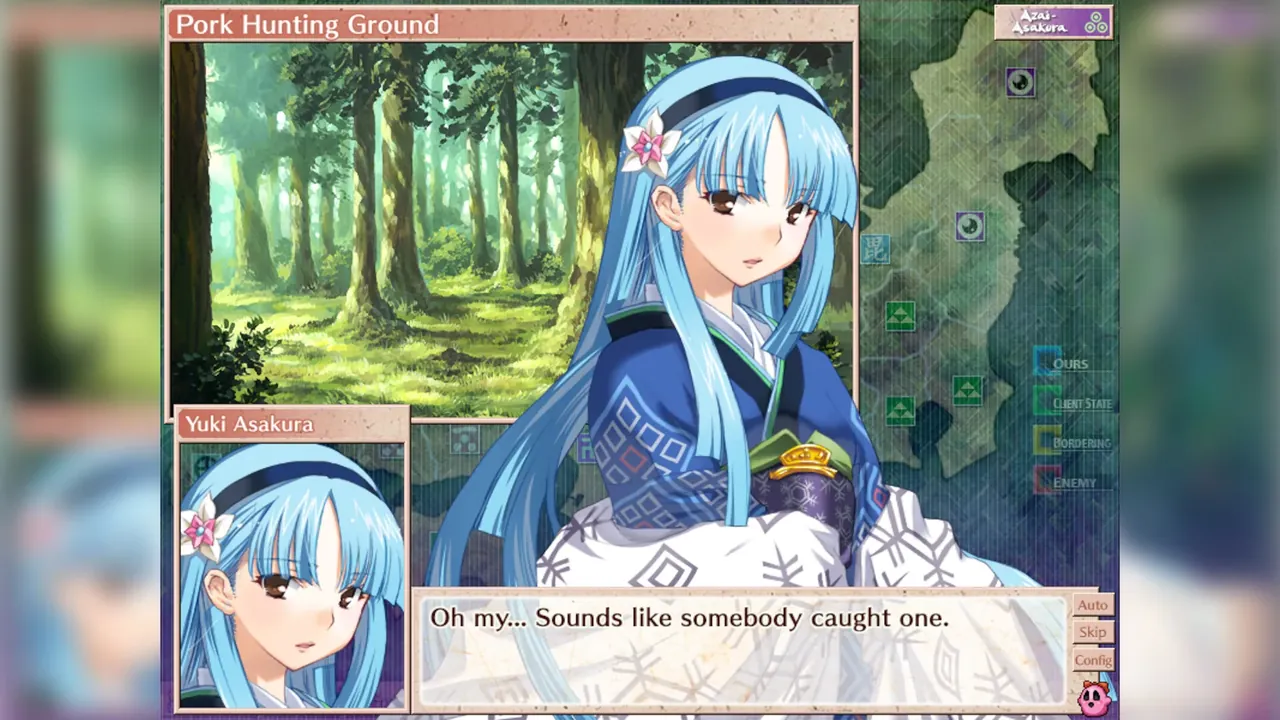 Pork Hunting Ground
Azai-
Asakura
昆
OURS
CLIENT STATE
BORDERING
ENEMY
Yuki Asakura
Oh my... Sounds like somebody caught one.
Auto
Skip
Config